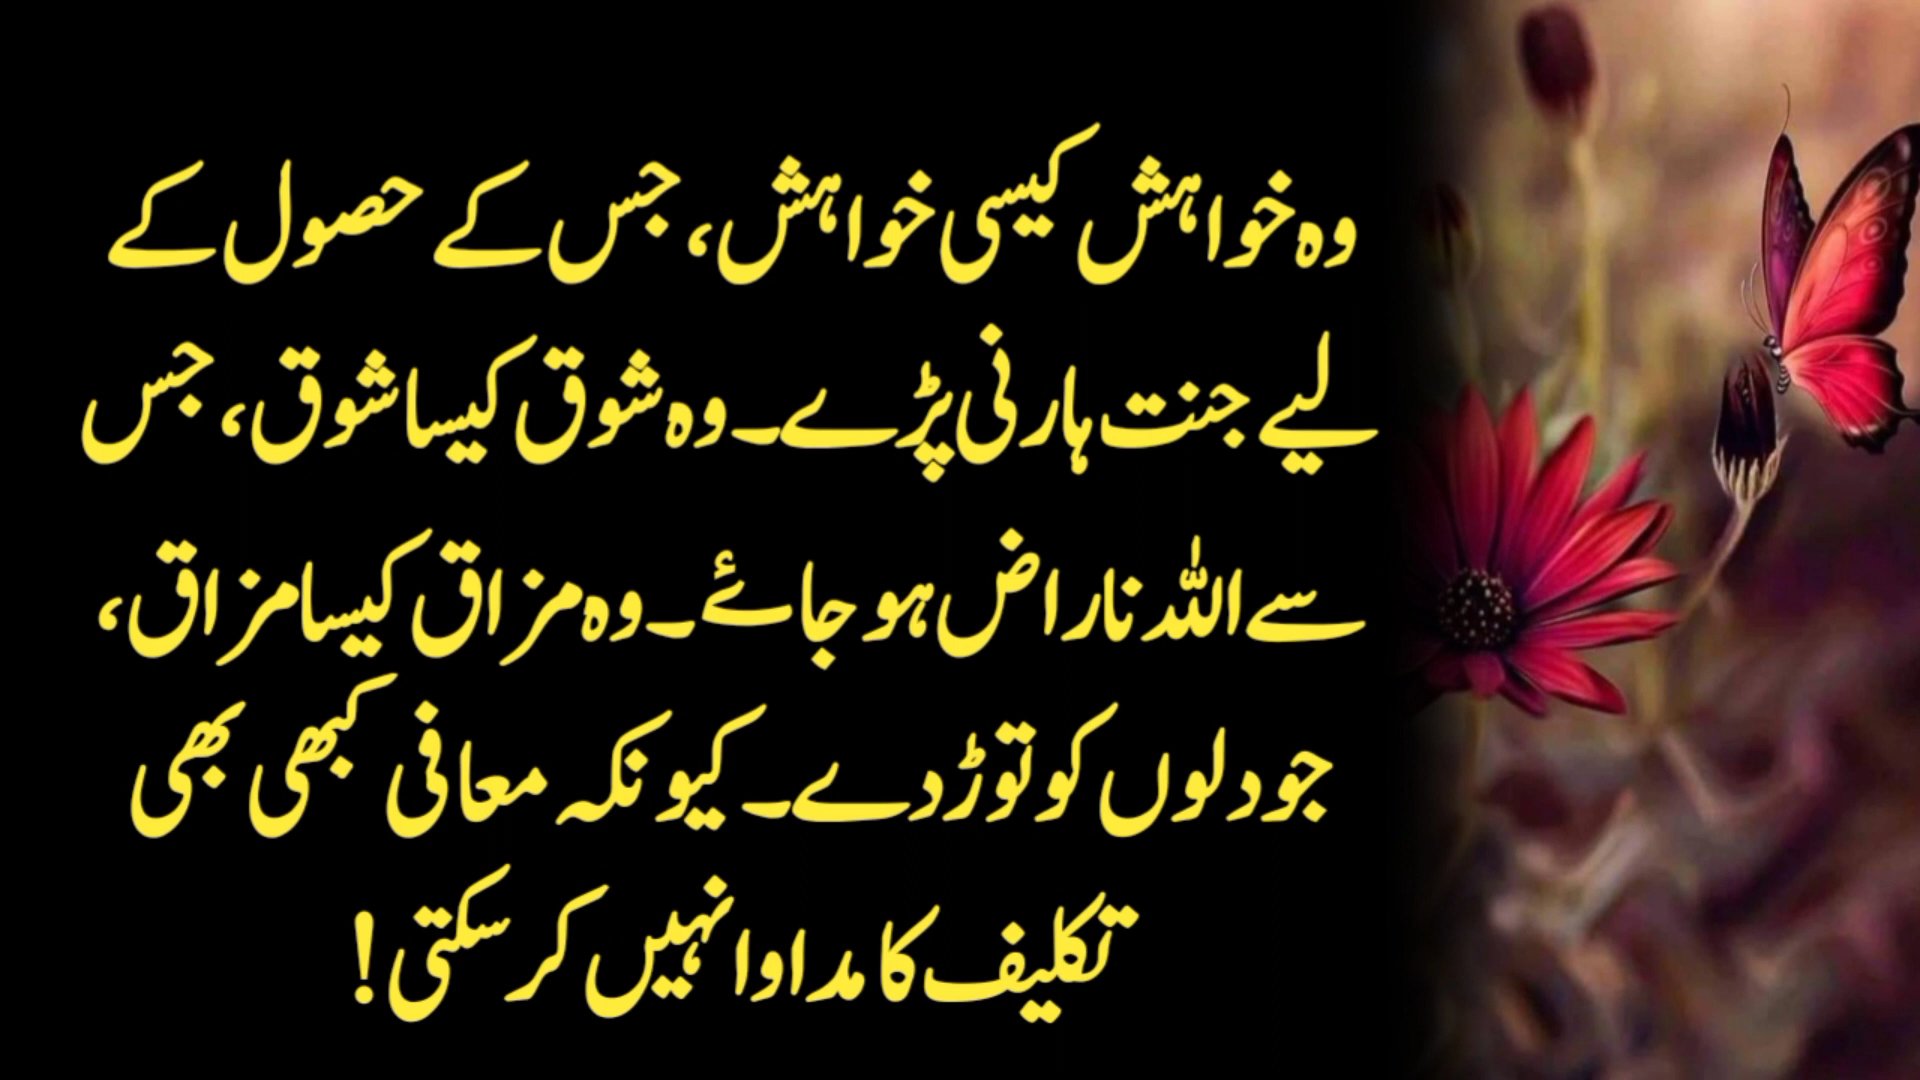 وہ خواہش کیسی خواہش، جس کے حصول کے
لیے جنت ہارنی پڑے۔ وہ شوق کیسا شوق، جس
سے اللہ ناراض ہو جائے۔ وہ مزاق کیسا مزاق،
جو دلوں کو توڑ دے۔ کیونکہ معافی کبھی بھی
تکلیف کا مداوا نہیں کر سکتی!